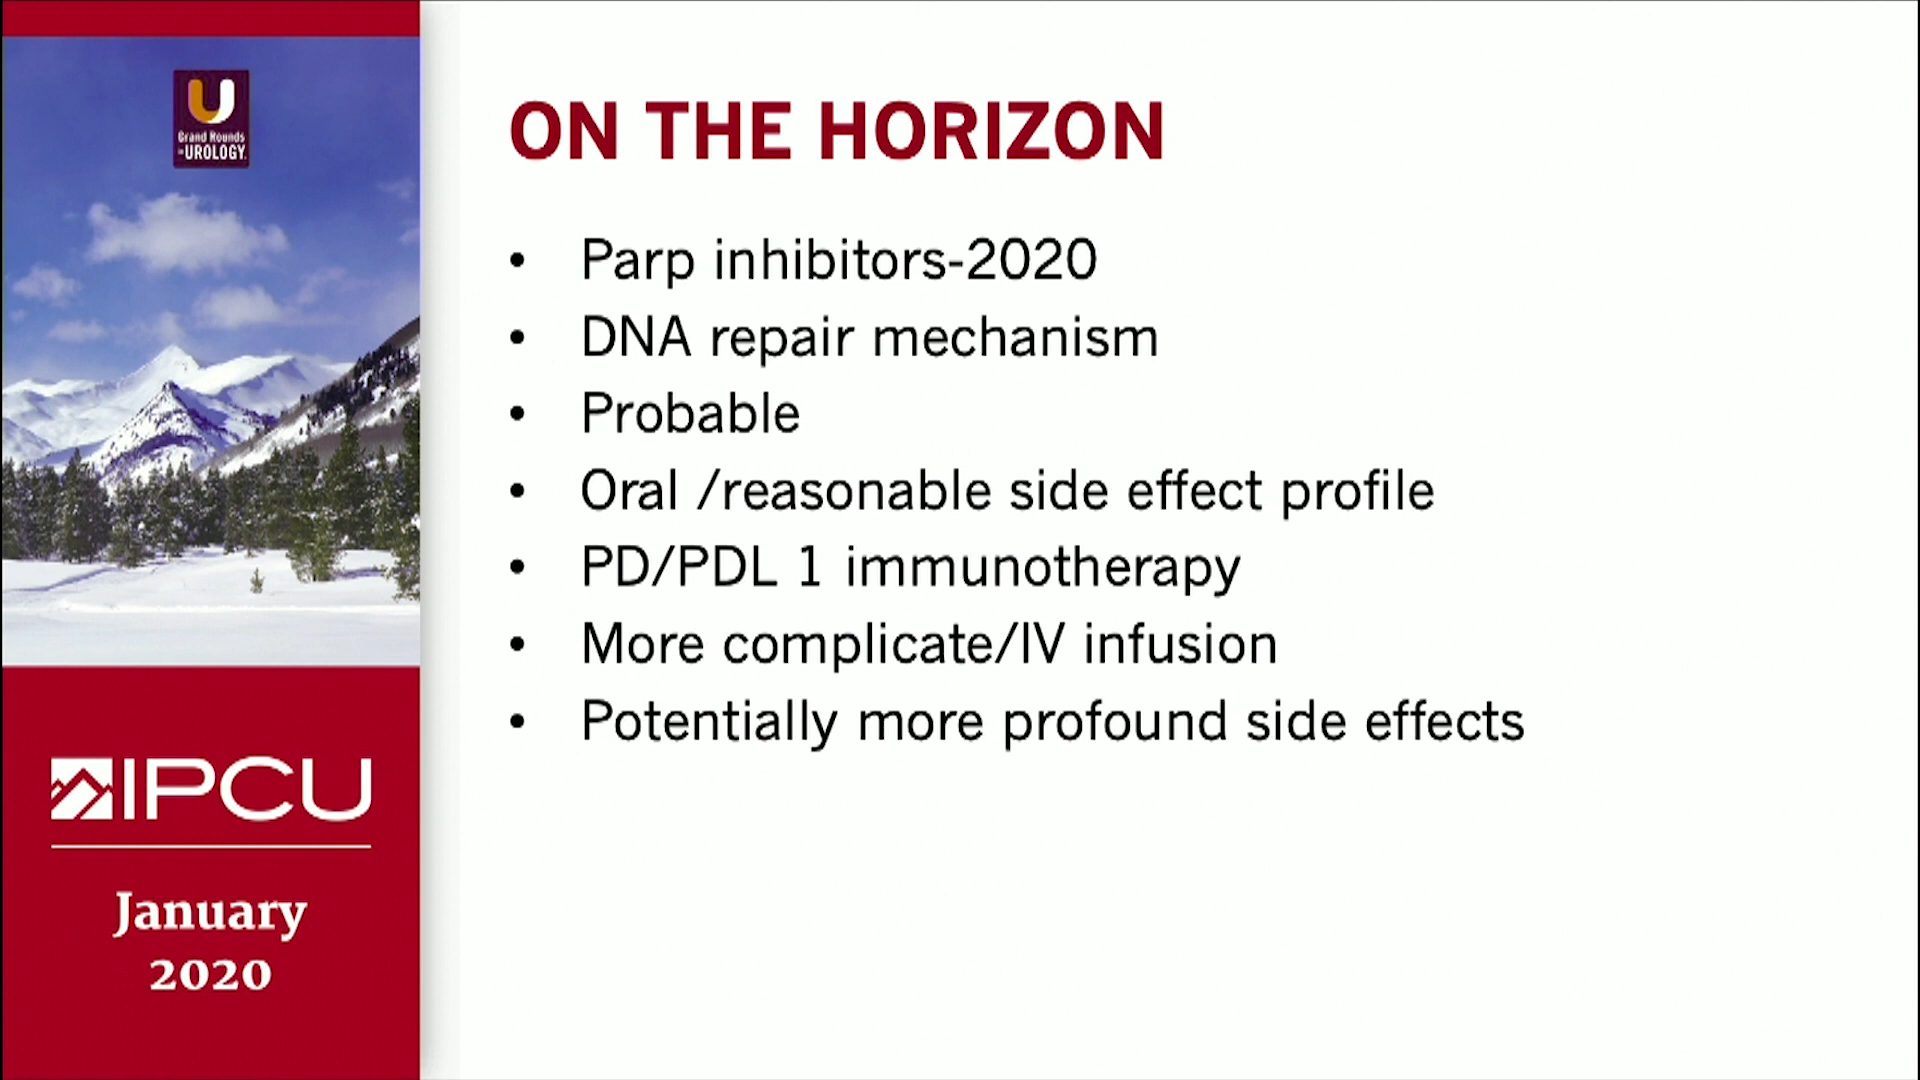 U
Grand Rounds
in UROLOGY
IPCU
January
2020
ON THE HORIZON
• Parp inhibitors-2020
• DNA repair mechanism
• Probable
• Oral /reasonable side effect profile
• PD/PDL 1 immunotherapy
• More complicate/IV infusion
• Potentially more profound side effects